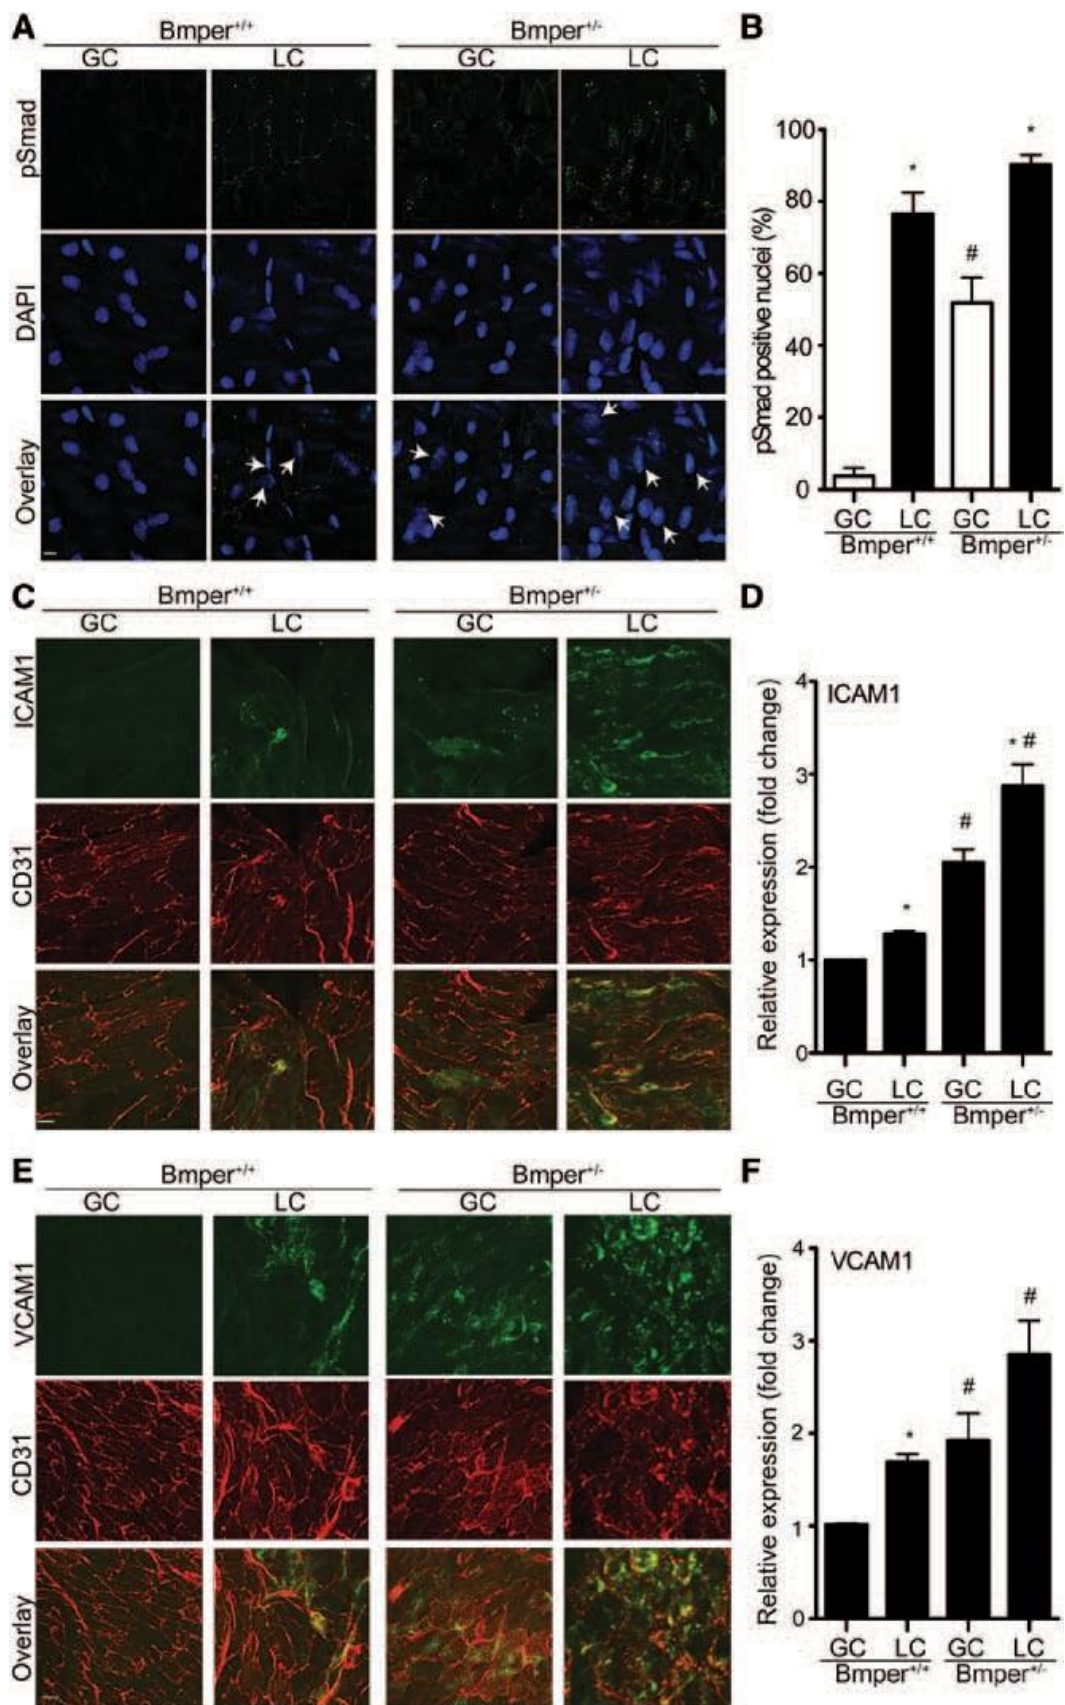 A
Bmper+/+
Bmper+/-
GC
LC
GC
LC
pSmad
DAPI
Overlay
B
pSmad positive nuclei (%)
100
80
60
40
20
0
*
#
*
GC LC GC LC
Bmper+/+ Bmper+/-
C
Bmper+/+
Bmper+/-
GC
LC
GC
LC
ICAM1
CD31
Overlay
D
ICAM1
Relative expression (fold change)
4
3
2
1
0
*
#
* #
GC LC GC LC
Bmper+/+ Bmper+/-
E
Bmper+/+
Bmper+/-
GC
LC
GC
LC
VCAM1
CD31
Overlay
F
VCAM1
Relative expression (fold change)
4
3
2
1
0
*
#
#
GC LC GC LC
Bmper+/+ Bmper+/-